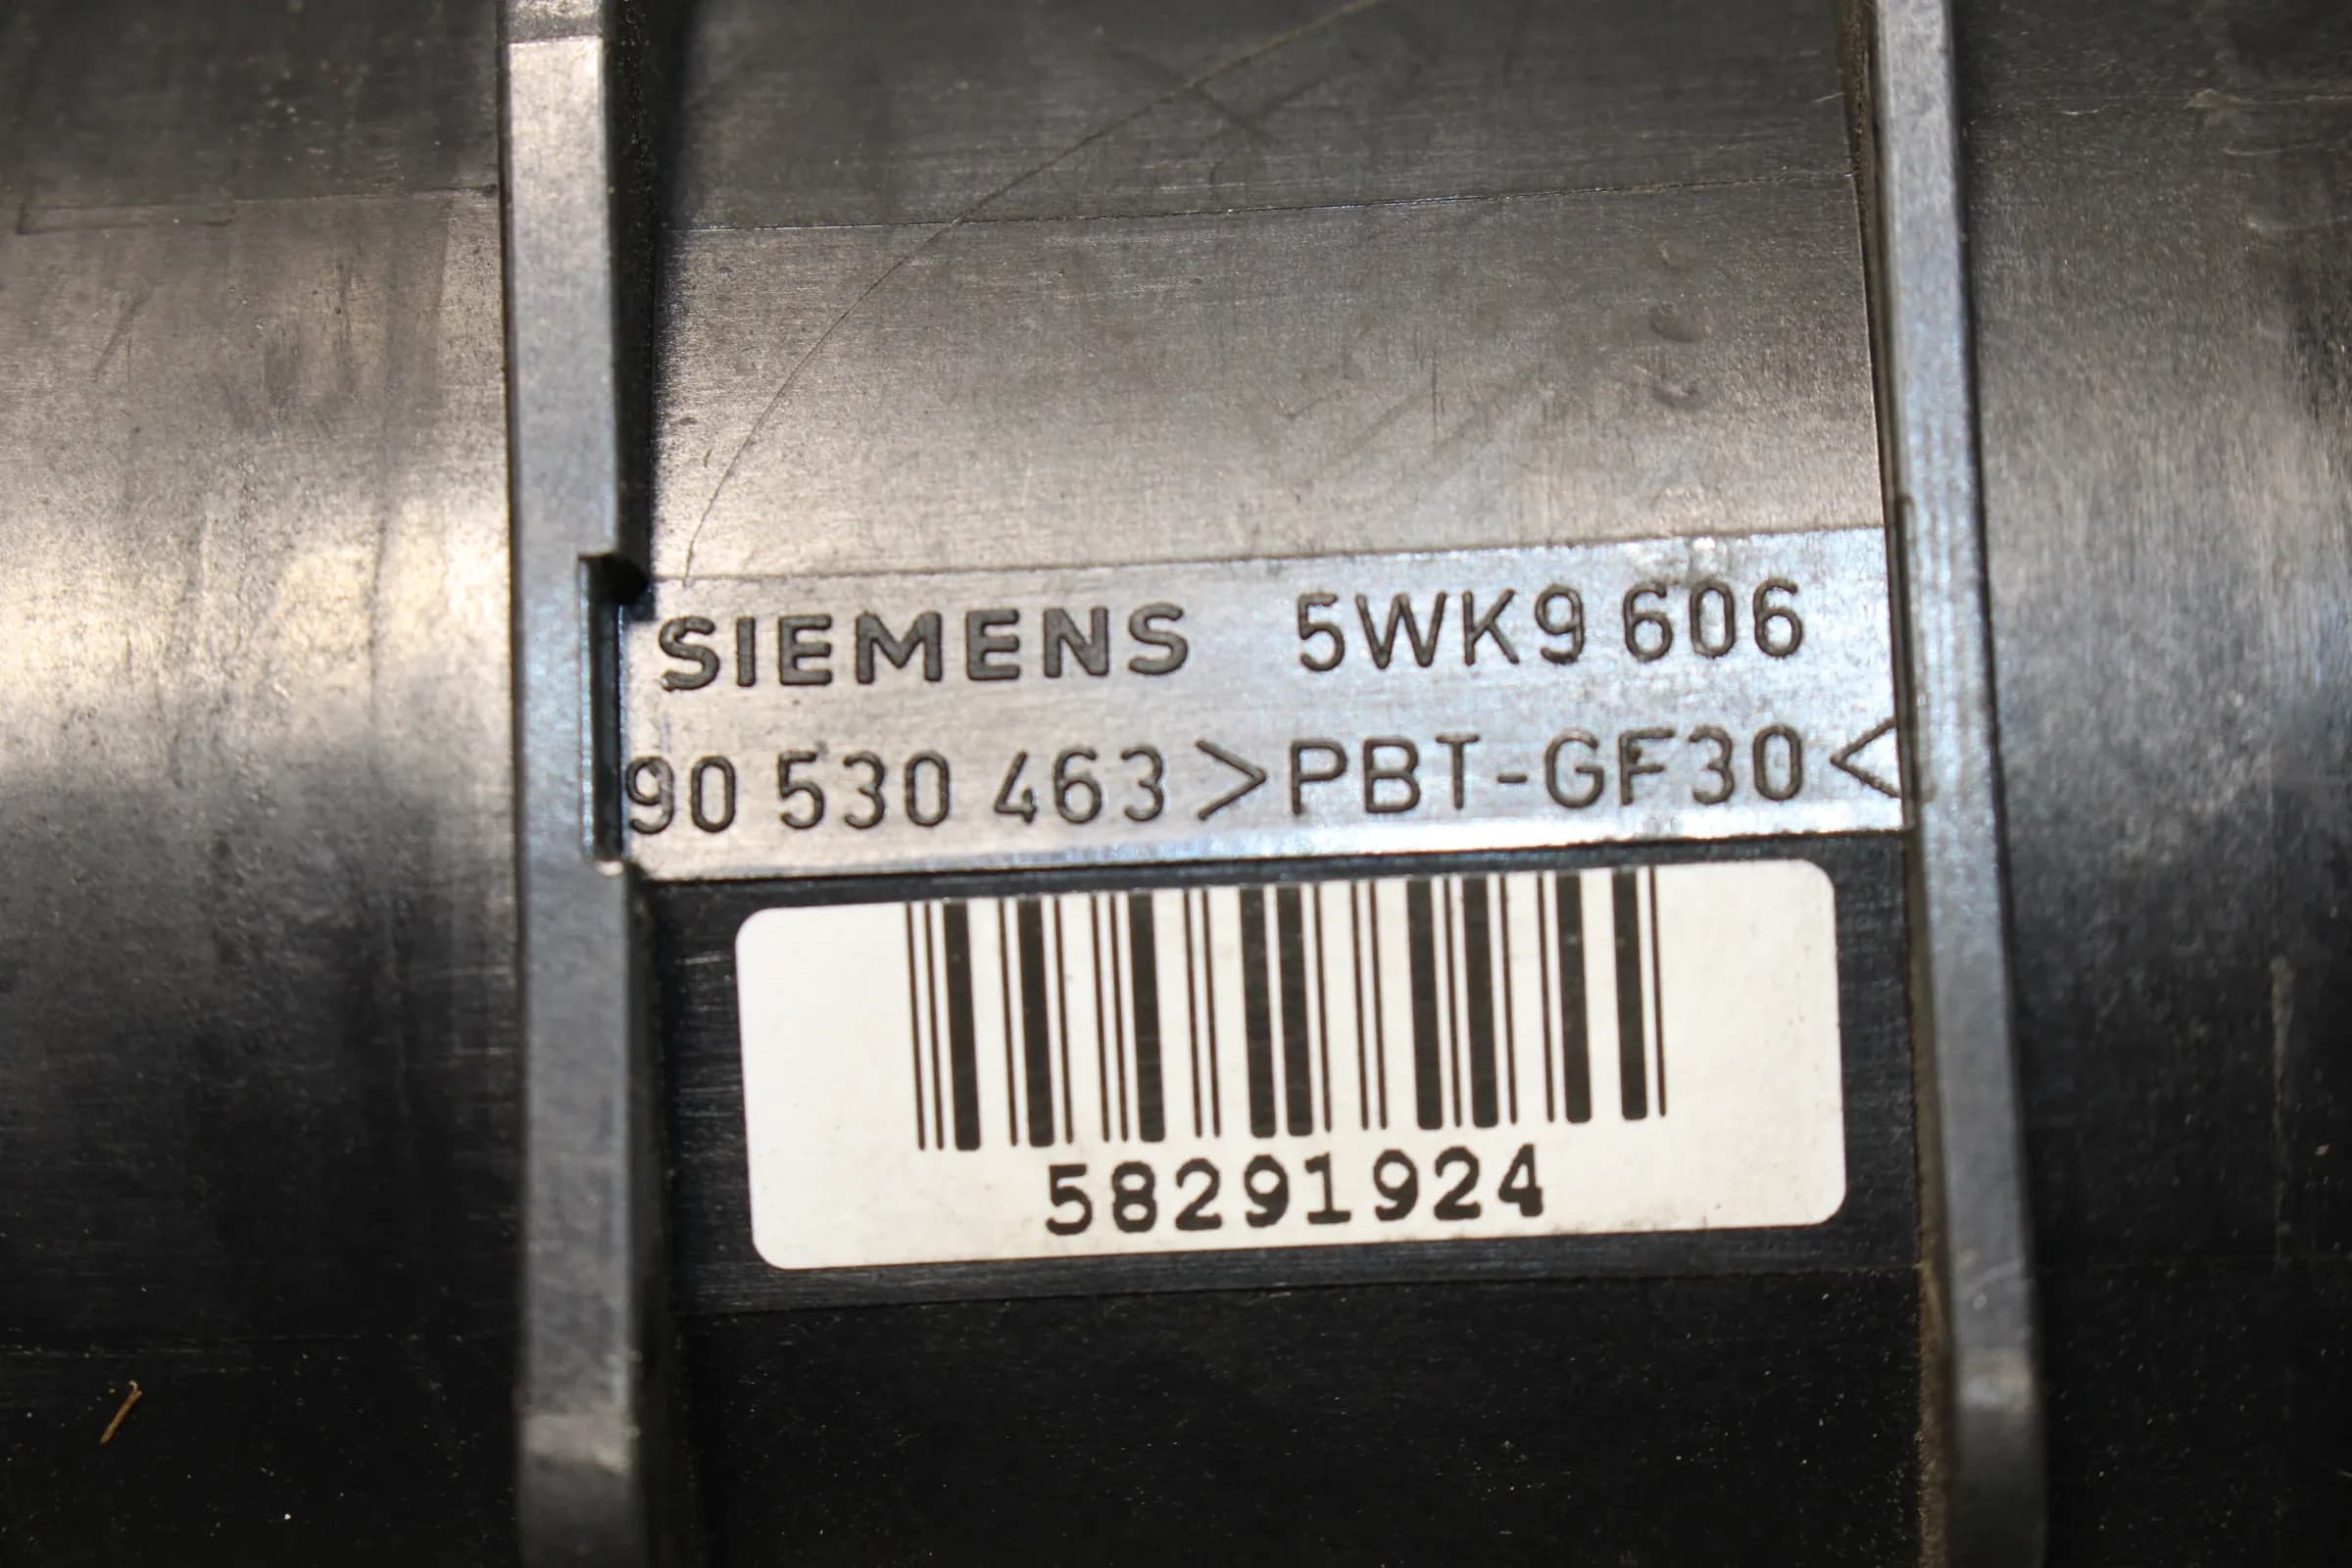 SIEMENS 5WK9 606
90 530 463 >PBT-GF30<
58291924